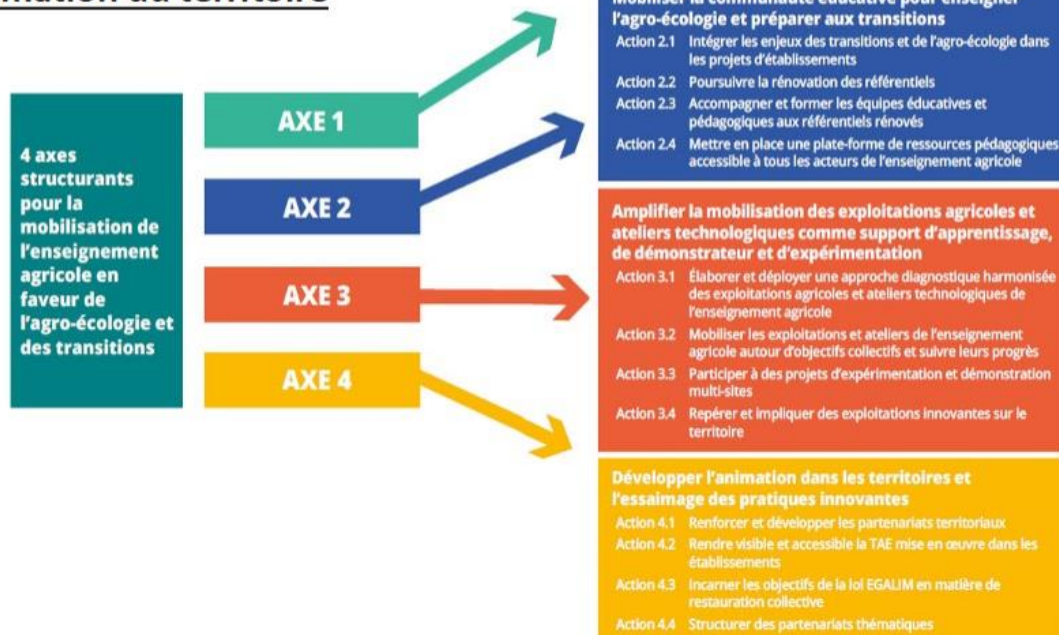 4 axes
structurants
pour la
mobilisation de
l'enseignement
agricole en
faveur de
l'agro-écologie et
des transitions
AXE 1
AXE 2
AXE 3
AXE 4
l'agro-écologie et préparer aux transitions
Action 2.1 Intégrer les enjeux des transitions et de l'agro-écologie dans
les projets d'établissements
Action 2.2 Poursuivre la rénovation des référentiels
Action 2.3 Accompagner et former les équipes éducatives et
pédagogiques aux référentiels rénovés
Action 2.4 Mettre en place une plate-forme de ressources pédagogiques
accessible à tous les acteurs de l'enseignement agricole
Amplifier la mobilisation des exploitations agricoles et
ateliers technologiques comme support d'apprentissage,
de démonstrateur et d'expérimentation
Action 3.1 Élaborer et déployer une approche diagnostique harmonisée
des exploitations agricoles et ateliers technologiques de
l'enseignement agricole
Action 3.2 Mobiliser les exploitations et ateliers de l'enseignement
agricole autour d'objectifs collectifs et suivre leurs progrès
Action 3.3 Participer à des projets d'expérimentation et démonstration
multi-sites
Action 3.4 Repérer et impliquer des exploitations innovantes sur le
territoire
Développer l'animation dans les territoires et
l'essaimage des pratiques innovantes
Action 4.1 Renforcer et développer les partenariats territoriaux
Action 4.2 Rendre visible et accessible la TAE mise en œuvre dans les
établissements
Action 4.3 Incarner les objectifs de la loi EGALIM en matière de
restauration collective
Action 4.4 Structurer des partenariats thématiques